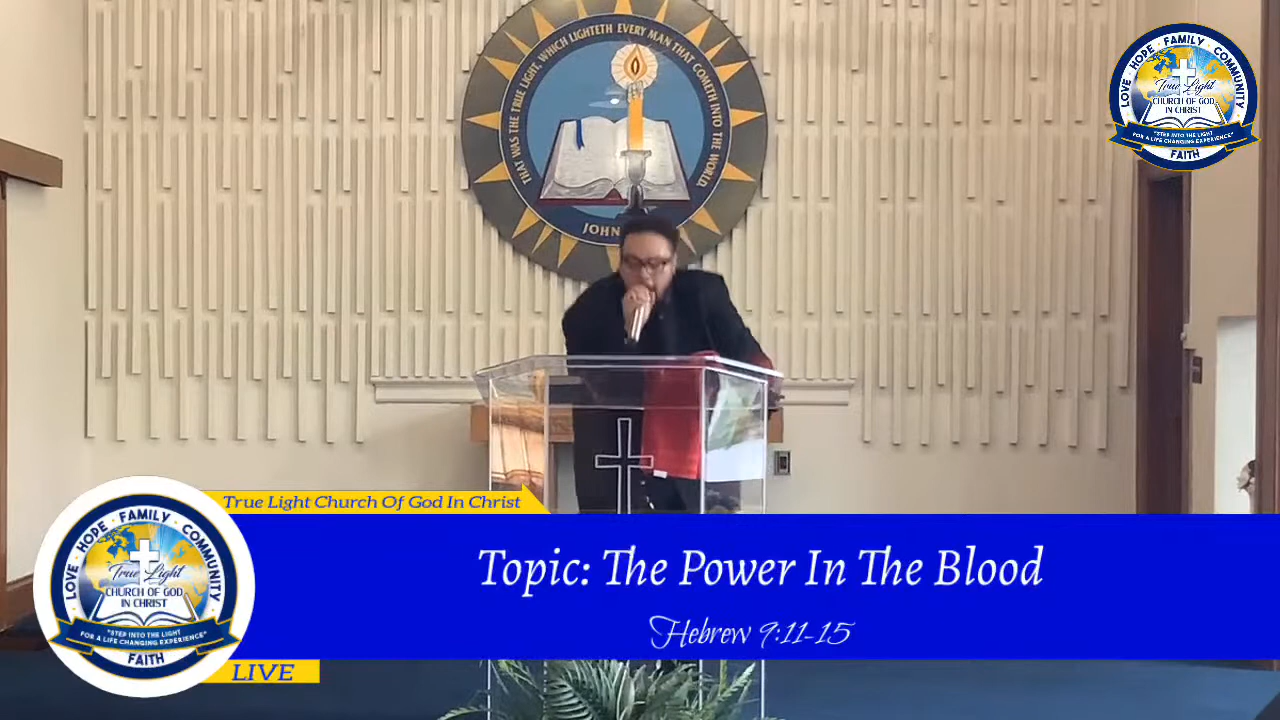 THAT WAS THE TRUE LIGHT, WHICH LIGHTETH EVERY MAN THAT COMETH INTO THE WORLD.
JOHN
LOVE · HOPE · FAMILY · COMMUNITY
True Light
CHURCH OF GOD
IN CHRIST
"STEP INTO THE LIGHT
FOR A LIFE CHANGING EXPERIENCE"
FAITH
True Light Church Of God In Christ
Topic: The Power In The Blood
Hebrew 9:11-15
LOVE · HOPE · FAMILY · COMMUNITY
True Light
CHURCH OF GOD
IN CHRIST
"STEP INTO THE LIGHT
FOR A LIFE CHANGING EXPERIENCE"
FAITH
LIVE